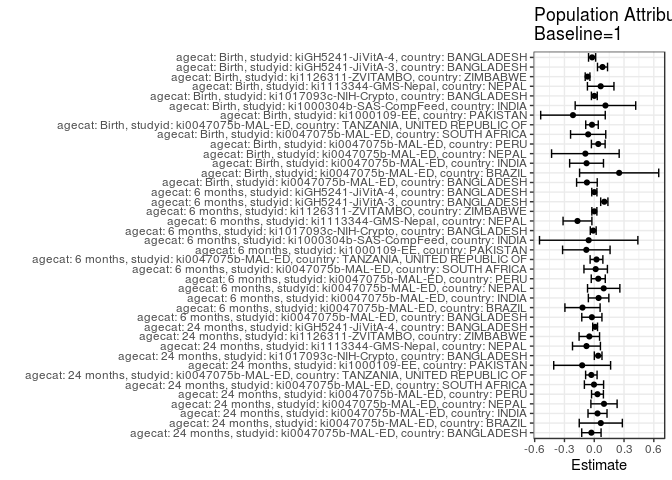 Population Attribu
Baseline=1
agecat: Birth, studyid: kiGH5241-JiVitA-4, country: BANGLADESH
agecat: Birth, studyid: kiGH5241-JiVitA-3, country: BANGLADESH
agecat: Birth, studyid: ki1126311-ZVITAMBO, country: ZIMBABWE
agecat: Birth, studyid: ki1113344-GMS-Nepal, country: NEPAL
agecat: Birth, studyid: ki1017093c-NIH-Crypto, country: BANGLADESH
agecat: Birth, studyid: ki1000304b-SAS-CompFeed, country: INDIA
agecat: Birth, studyid: ki1000109-EE, country: PAKISTAN
agecat: Birth, studyid: ki0047075b-MAL-ED, country: TANZANIA, UNITED REPUBLIC OF
agecat: Birth, studyid: ki0047075b-MAL-ED, country: SOUTH AFRICA
agecat: Birth, studyid: ki0047075b-MAL-ED, country: PERU
agecat: Birth, studyid: ki0047075b-MAL-ED, country: NEPAL
agecat: Birth, studyid: ki0047075b-MAL-ED, country: INDIA
agecat: Birth, studyid: ki0047075b-MAL-ED, country: BRAZIL
agecat: Birth, studyid: ki0047075b-MAL-ED, country: BANGLADESH
agecat: 6 months, studyid: kiGH5241-JiVitA-4, country: BANGLADESH
agecat: 6 months, studyid: kiGH5241-JiVitA-3, country: BANGLADESH
agecat: 6 months, studyid: ki1126311-ZVITAMBO, country: ZIMBABWE
agecat: 6 months, studyid: ki1113344-GMS-Nepal, country: NEPAL
agecat: 6 months, studyid: ki1017093c-NIH-Crypto, country: BANGLADESH
agecat: 6 months, studyid: ki1000304b-SAS-CompFeed, country: INDIA
agecat: 6 months, studyid: ki1000109-EE, country: PAKISTAN
agecat: 6 months, studyid: ki0047075b-MAL-ED, country: TANZANIA, UNITED REPUBLIC OF
agecat: 6 months, studyid: ki0047075b-MAL-ED, country: SOUTH AFRICA
agecat: 6 months, studyid: ki0047075b-MAL-ED, country: PERU
agecat: 6 months, studyid: ki0047075b-MAL-ED, country: NEPAL
agecat: 6 months, studyid: ki0047075b-MAL-ED, country: INDIA
agecat: 6 months, studyid: ki0047075b-MAL-ED, country: BRAZIL
agecat: 6 months, studyid: ki0047075b-MAL-ED, country: BANGLADESH
agecat: 24 months, studyid: kiGH5241-JiVitA-4, country: BANGLADESH
agecat: 24 months, studyid: ki1126311-ZVITAMBO, country: ZIMBABWE
agecat: 24 months, studyid: ki1113344-GMS-Nepal, country: NEPAL
agecat: 24 months, studyid: ki1017093c-NIH-Crypto, country: BANGLADESH
agecat: 24 months, studyid: ki1000109-EE, country: PAKISTAN
agecat: 24 months, studyid: ki0047075b-MAL-ED, country: TANZANIA, UNITED REPUBLIC OF
agecat: 24 months, studyid: ki0047075b-MAL-ED, country: SOUTH AFRICA
agecat: 24 months, studyid: ki0047075b-MAL-ED, country: PERU
agecat: 24 months, studyid: ki0047075b-MAL-ED, country: NEPAL
agecat: 24 months, studyid: ki0047075b-MAL-ED, country: INDIA
agecat: 24 months, studyid: ki0047075b-MAL-ED, country: BRAZIL
agecat: 24 months, studyid: ki0047075b-MAL-ED, country: BANGLADESH
-0.6 -0.3 0.0 0.3 0.6
Estimate